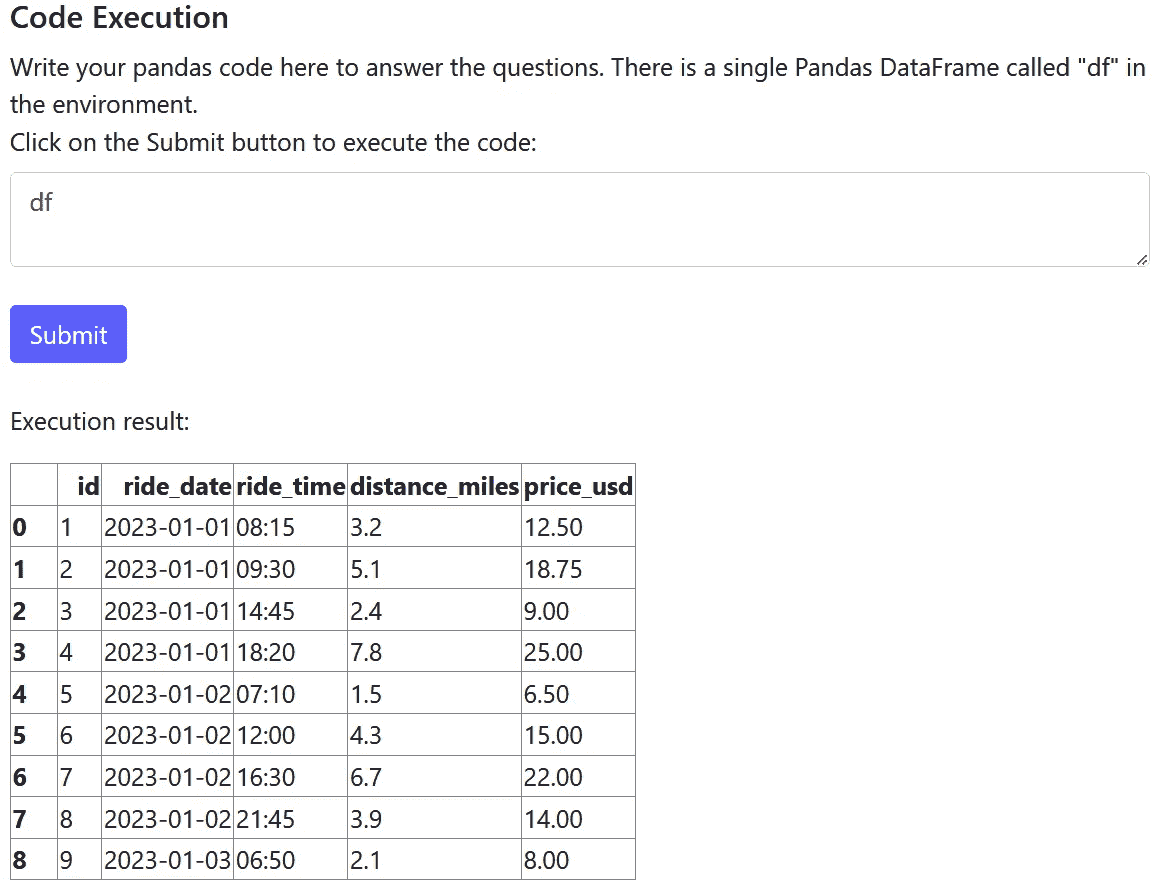 Code Execution
Write your pandas code here to answer the questions. There is a single Pandas DataFrame called "df" in
the environment.
Click on the Submit button to execute the code:
df
Submit
Execution result:
id ride_date ride_time distance_miles price_usd
0 1 2023-01-01 08:15 3.2 12.50
1 2 2023-01-01 09:30 5.1 18.75
2 3 2023-01-01 14:45 2.4 9.00
3 4 2023-01-01 18:20 7.8 25.00
4 5 2023-01-02 07:10 1.5 6.50
5 6 2023-01-02 12:00 4.3 15.00
6 7 2023-01-02 16:30 6.7 22.00
7 8 2023-01-02 21:45 3.9 14.00
8 9 2023-01-03 06:50 2.1 8.00